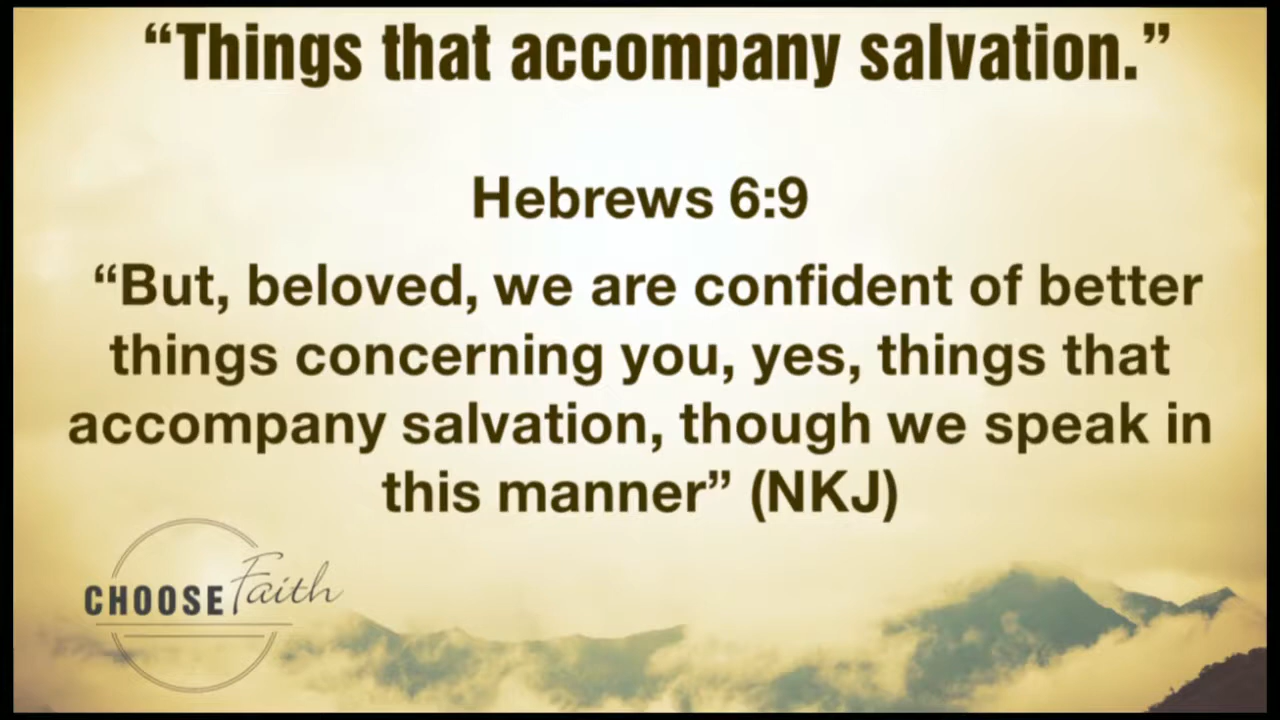 “Things that accompany salvation.”
Hebrews 6:9
“But, beloved, we are confident of better
things concerning you, yes, things that
accompany salvation, though we speak in
this manner” (NKJ)
CHOOSE Faith